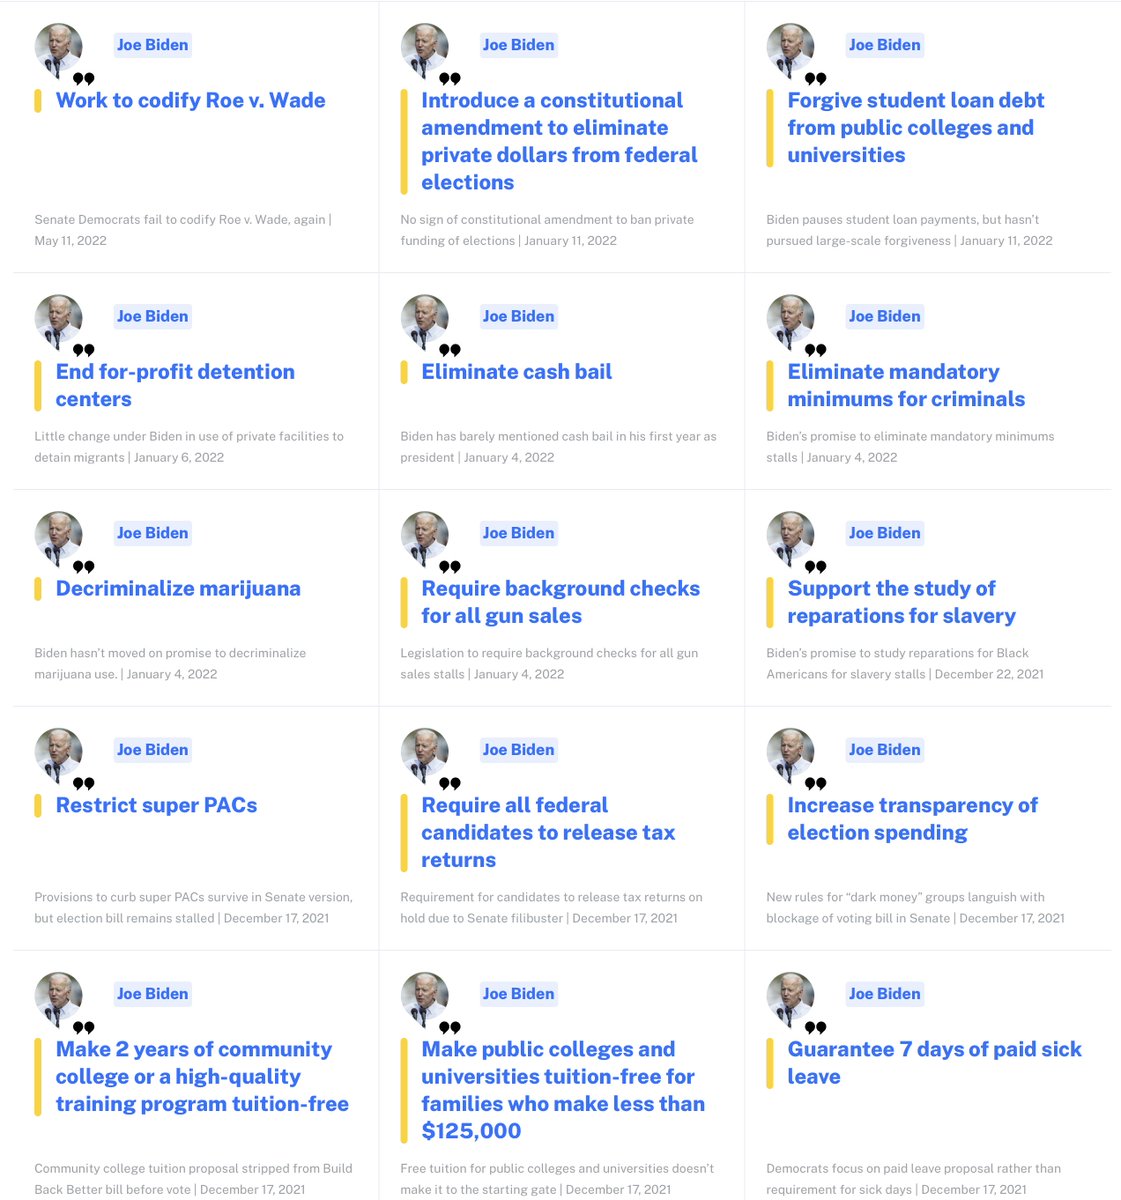 Joe Biden
Work to codify Roe v. Wade
Senate Democrats fail to codify Roe v. Wade, again |
May 11, 2022
Joe Biden
Introduce a constitutional
amendment to eliminate
private dollars from federal
elections
No sign of constitutional amendment to ban private
funding of elections | January 11, 2022
Joe Biden
Forgive student loan debt
from public colleges and
universities
Biden pauses student loan payments, but hasn't
pursued large-scale forgiveness | January 11, 2022
Joe Biden
End for-profit detention
centers
Little change under Biden in use of private facilities to
detain migrants | January 6, 2022
Joe Biden
Eliminate cash bail
Biden has barely mentioned cash bail in his first year as
president | January 4, 2022
Joe Biden
Eliminate mandatory
minimums for criminals
Biden's promise to eliminate mandatory minimums
stalls | January 4, 2022
Joe Biden
Decriminalize marijuana
Biden hasn't moved on promise to decriminalize
marijuana use. | January 4, 2022
Joe Biden
Require background checks
for all gun sales
Legislation to require background checks for all gun
sales stalls | January 4, 2022
Joe Biden
Support the study of
reparations for slavery
Biden's promise to study reparations for Black
Americans for slavery stalls | December 22, 2021
Joe Biden
Restrict super PACs
Provisions to curb super PACs survive in Senate version,
but election bill remains stalled | December 17, 2021
Joe Biden
Require all federal
candidates to release tax
returns
Requirement for candidates to release tax returns on
hold due to Senate filibuster | December 17, 2021
Joe Biden
Increase transparency of
election spending
New rules for “dark money” groups languish with
blockage of voting bill in Senate | December 17, 2021
Joe Biden
Make 2 years of community
college or a high-quality
training program tuition-free
Community college tuition proposal stripped from Build
Back Better bill before vote | December 17, 2021
Joe Biden
Make public colleges and
universities tuition-free for
families who make less than
$125,000
Free tuition for public colleges and universities doesn't
make it to the starting gate | December 17, 2021
Joe Biden
Guarantee 7 days of paid sick
leave
Democrats focus on paid leave proposal rather than
requirement for sick days | December 17, 2021